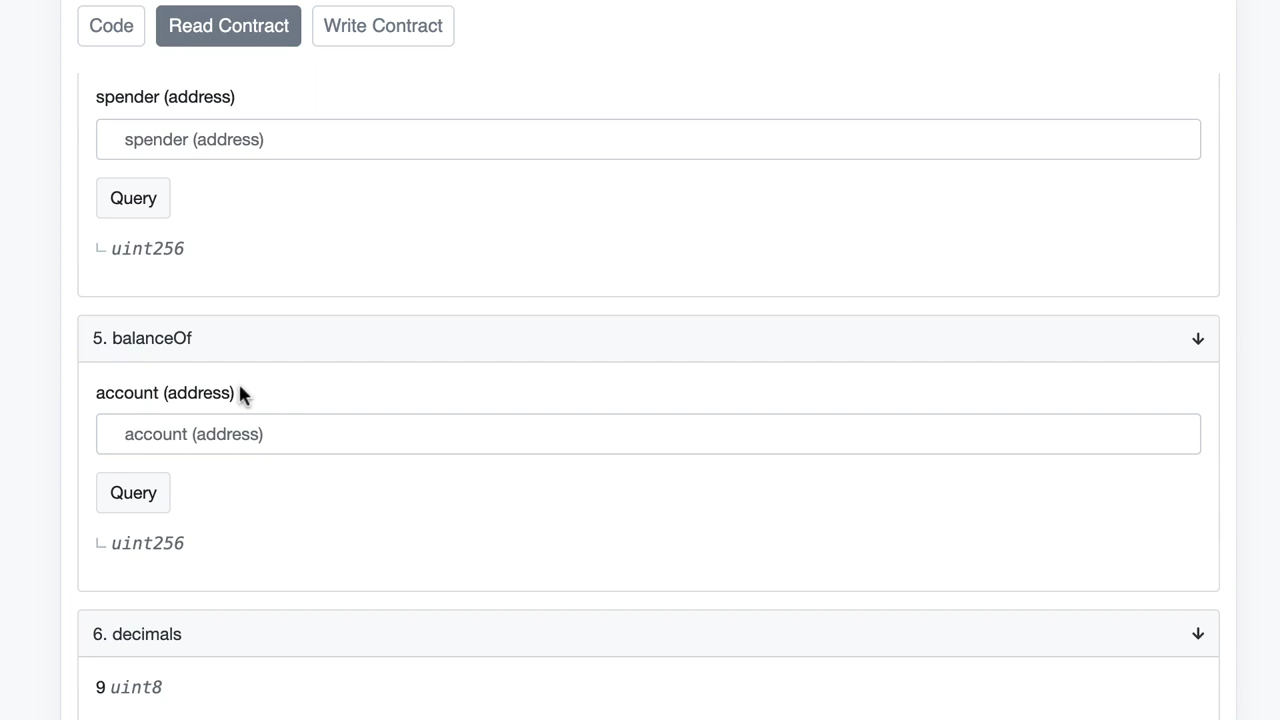 Code Read Contract Write Contract
spender (address)
spender (address)
Query
uint256
5. balanceOf
account (address)
account (address)
Query
uint256
6. decimals
9 uint8